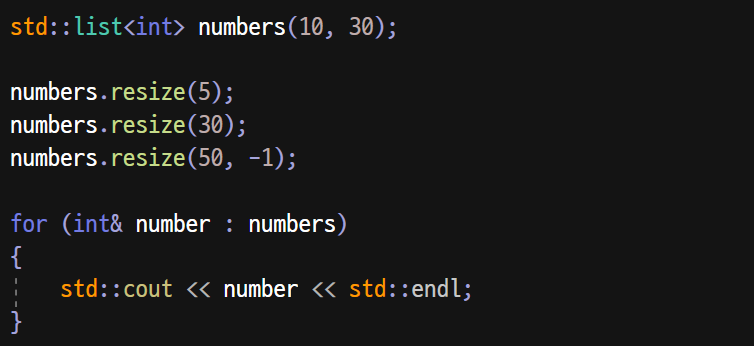 std::list<int> numbers(10, 30);
numbers.resize(5);
numbers.resize(30);
numbers.resize(50, -1);
for (int& number : numbers)
{
    std::cout << number << std::endl;
}